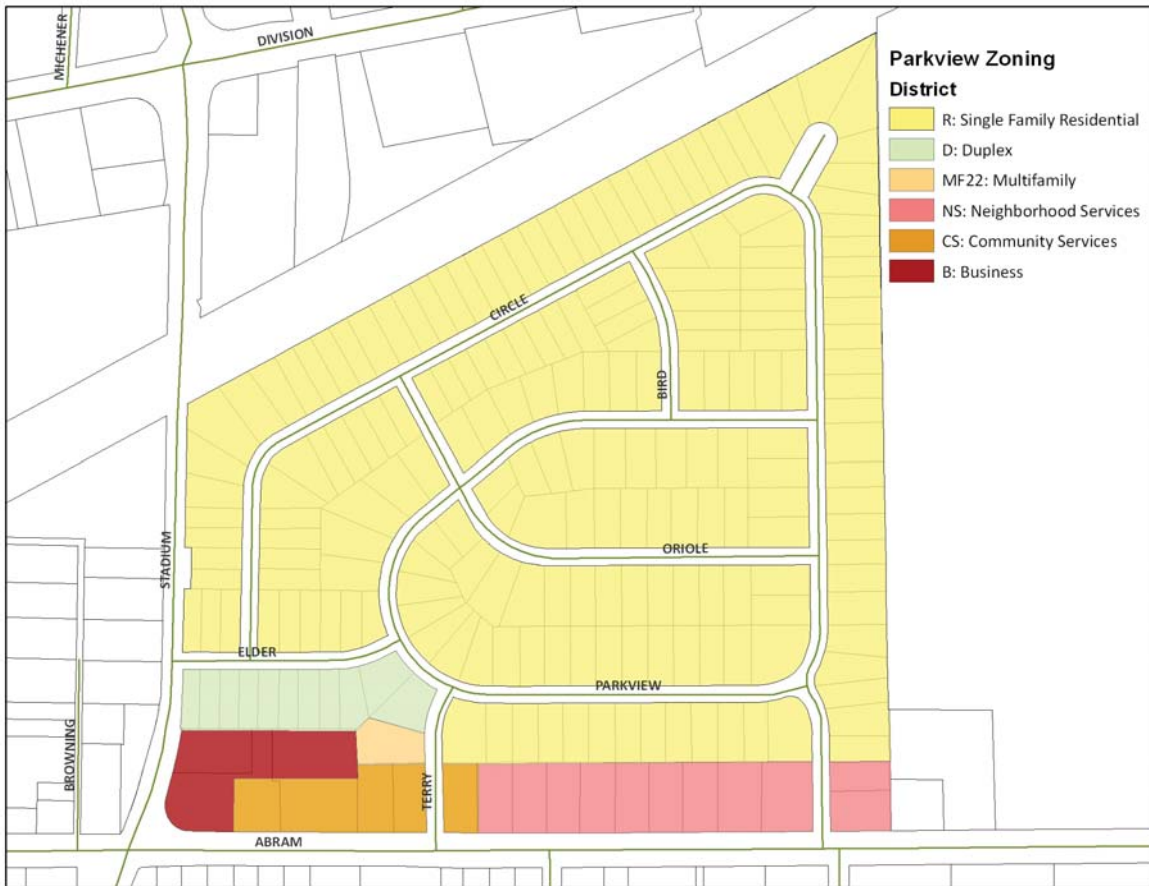 MICHENER
DIVISION
Parkview Zoning
District
R: Single Family Residential
D: Duplex
MF22: Multifamily
NS: Neighborhood Services
CS: Community Services
B: Business
CIRCLE
BIRD
STADIUM
ORIOLE
ELDER
PARKVIEW
BROWNING
TERRY
ABRAM